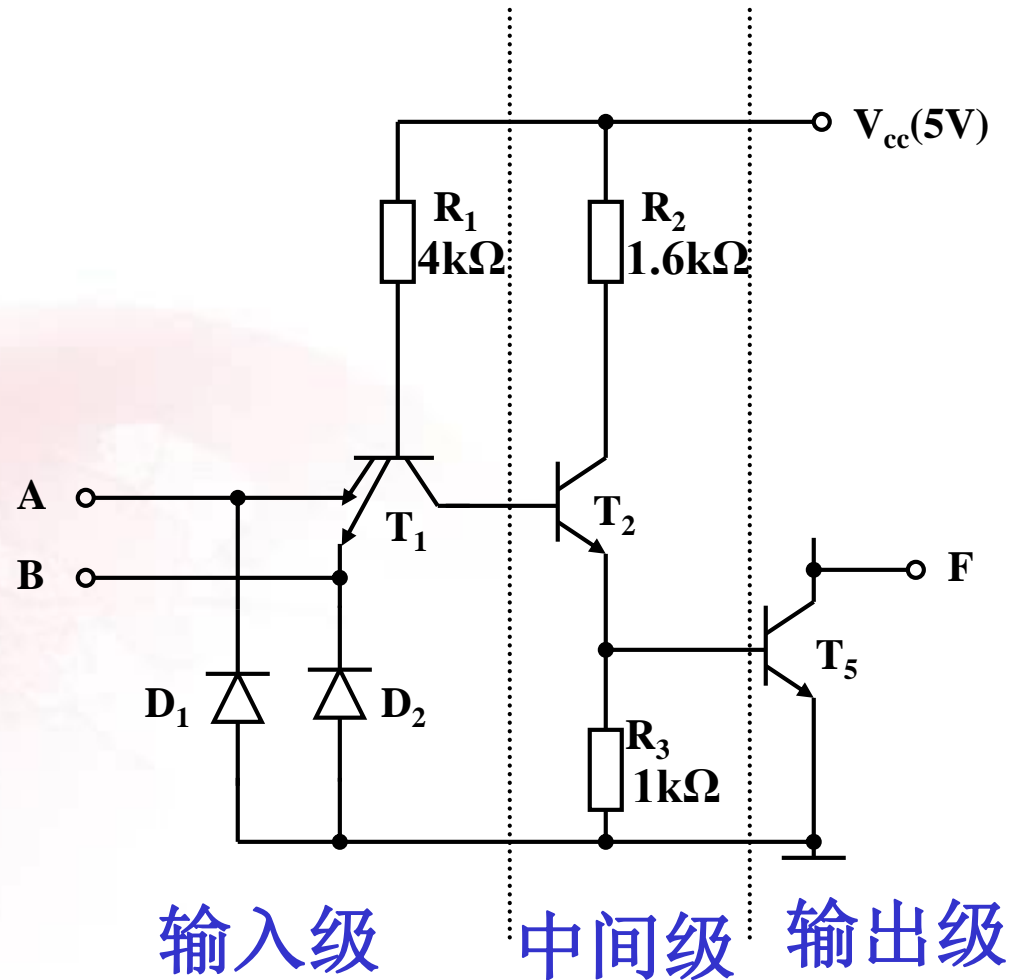 V_cc(5V)
R₁
4kΩ
R₂
1.6kΩ
A
T₁
T₂
B
F
T₅
D₁
D₂
R₃
1kΩ
输入级
中间级
输出级